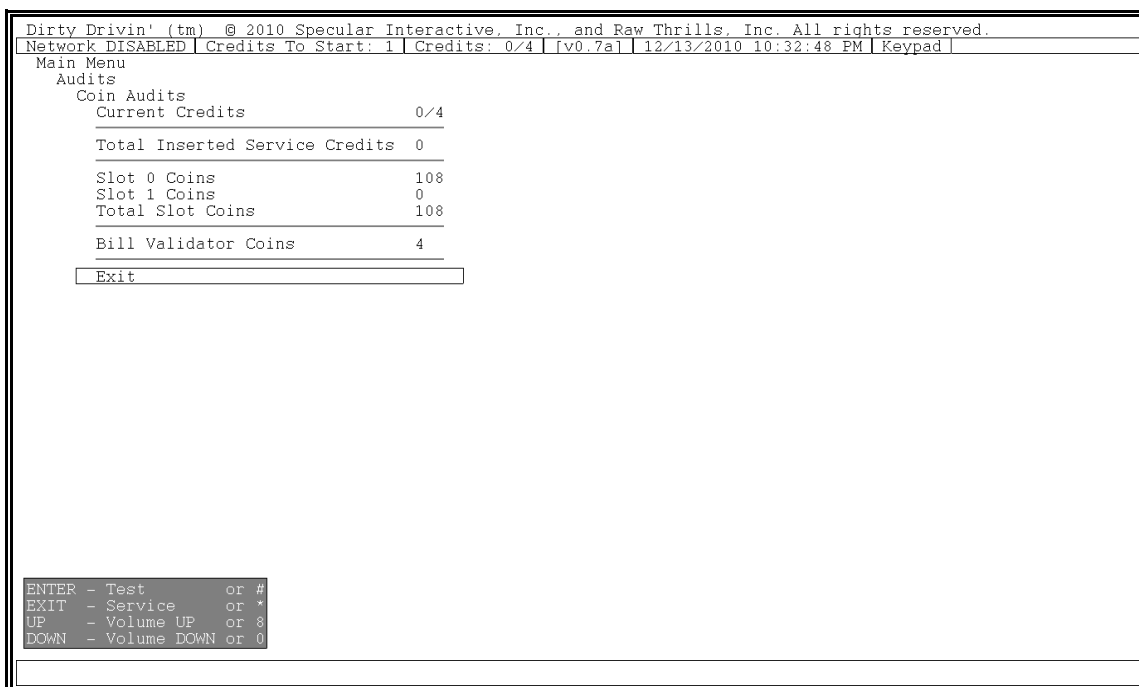 Dirty Drivin' (tm) © 2010 Specular Interactive, Inc., and Raw Thrills, Inc. All rights reserved.
Network DISABLED Credits To Start: 1 Credits: 0/4 [v0.7a] 12/13/2010 10:32:48 PM Keypad
Main Menu
Audits
Coin Audits
Current Credits 0/4
Total Inserted Service Credits 0
Slot 0 Coins 108
Slot 1 Coins 0
Total Slot Coins 108
Bill Validator Coins 4
Exit
ENTER - Test or #
EXIT - Service or *
UP - Volume UP or 8
DOWN - Volume DOWN or 0